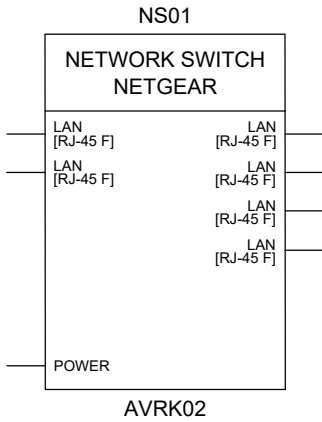 NS01
NETWORK SWITCH
NETGEAR
LAN
[RJ-45 F]
LAN
[RJ-45 F]
LAN
[RJ-45 F]
LAN
[RJ-45 F]
LAN
[RJ-45 F]
LAN
[RJ-45 F]
POWER
AVRK02